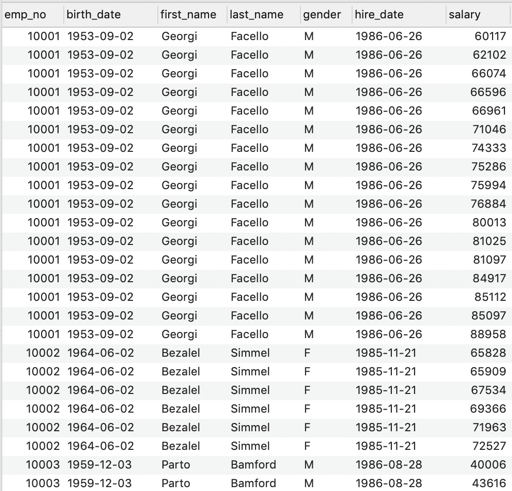 emp_no birth_date first_name last_name gender hire_date salary
10001 1953-09-02 Georgi Facello M 1986-06-26 60117
10001 1953-09-02 Georgi Facello M 1986-06-26 62102
10001 1953-09-02 Georgi Facello M 1986-06-26 66074
10001 1953-09-02 Georgi Facello M 1986-06-26 66596
10001 1953-09-02 Georgi Facello M 1986-06-26 66961
10001 1953-09-02 Georgi Facello M 1986-06-26 71046
10001 1953-09-02 Georgi Facello M 1986-06-26 74333
10001 1953-09-02 Georgi Facello M 1986-06-26 75286
10001 1953-09-02 Georgi Facello M 1986-06-26 75994
10001 1953-09-02 Georgi Facello M 1986-06-26 76884
10001 1953-09-02 Georgi Facello M 1986-06-26 80013
10001 1953-09-02 Georgi Facello M 1986-06-26 81025
10001 1953-09-02 Georgi Facello M 1986-06-26 81097
10001 1953-09-02 Georgi Facello M 1986-06-26 84917
10001 1953-09-02 Georgi Facello M 1986-06-26 85112
10001 1953-09-02 Georgi Facello M 1986-06-26 85097
10001 1953-09-02 Georgi Facello M 1986-06-26 88958
10002 1964-06-02 Bezalel Simmel F 1985-11-21 65828
10002 1964-06-02 Bezalel Simmel F 1985-11-21 65909
10002 1964-06-02 Bezalel Simmel F 1985-11-21 67534
10002 1964-06-02 Bezalel Simmel F 1985-11-21 69366
10002 1964-06-02 Bezalel Simmel F 1985-11-21 71963
10002 1964-06-02 Bezalel Simmel F 1985-11-21 72527
10003 1959-12-03 Parto Bamford M 1986-08-28 40006
10003 1959-12-03 Parto Bamford M 1986-08-28 43616